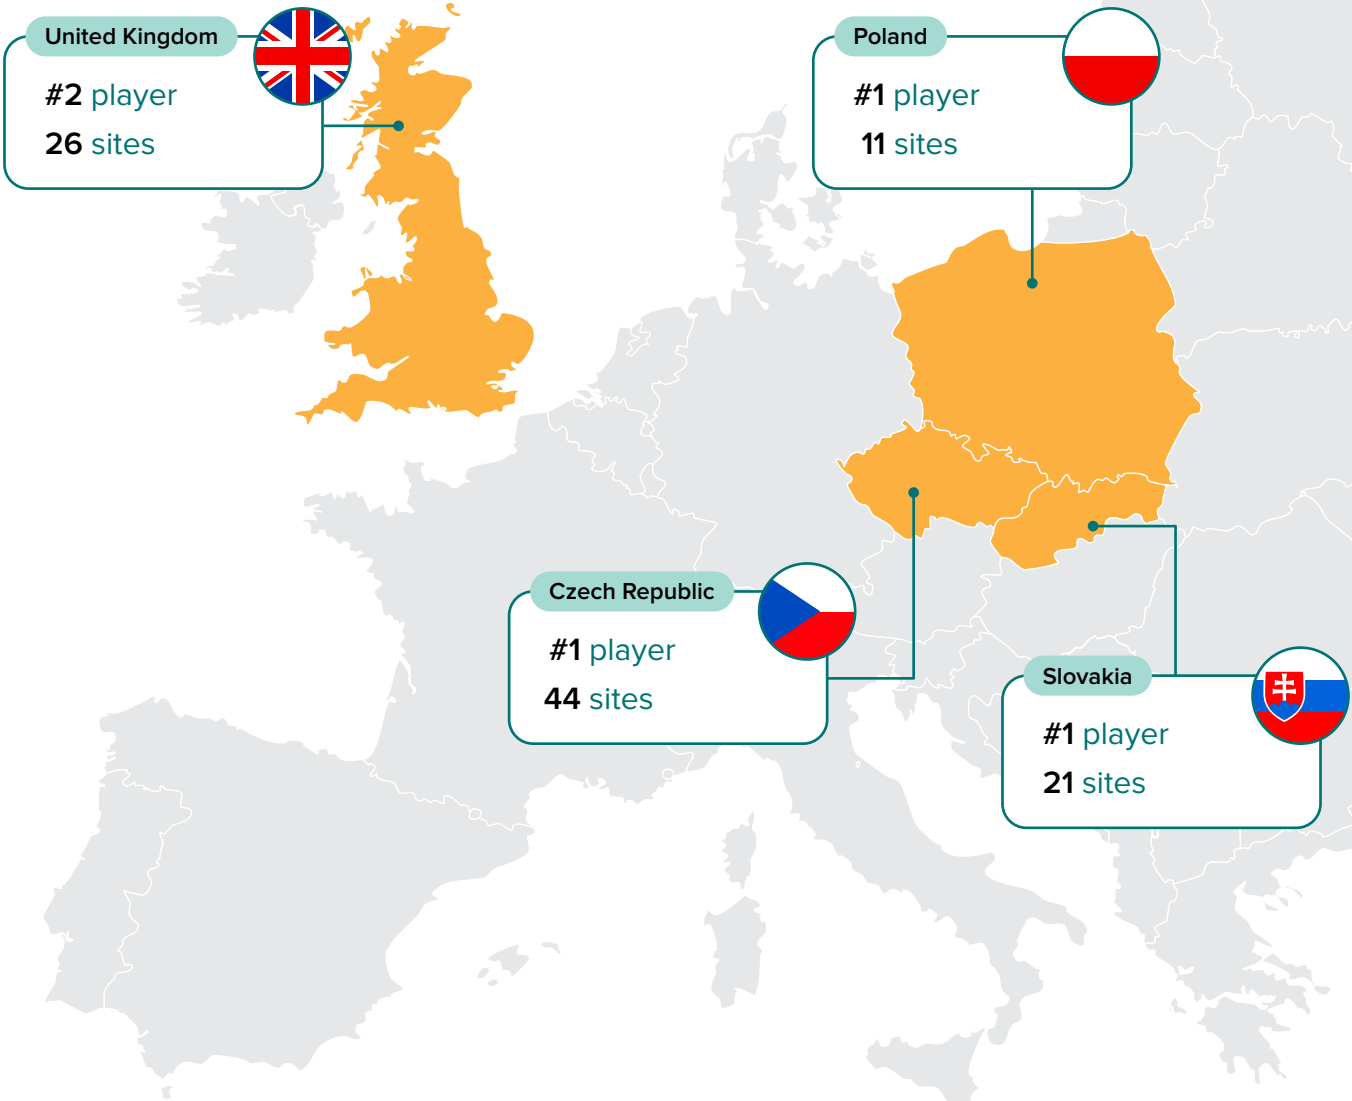 United Kingdom
#2 player
26 sites
Poland
#1 player
11 sites
Czech Republic
#1 player
44 sites
Slovakia
#1 player
21 sites